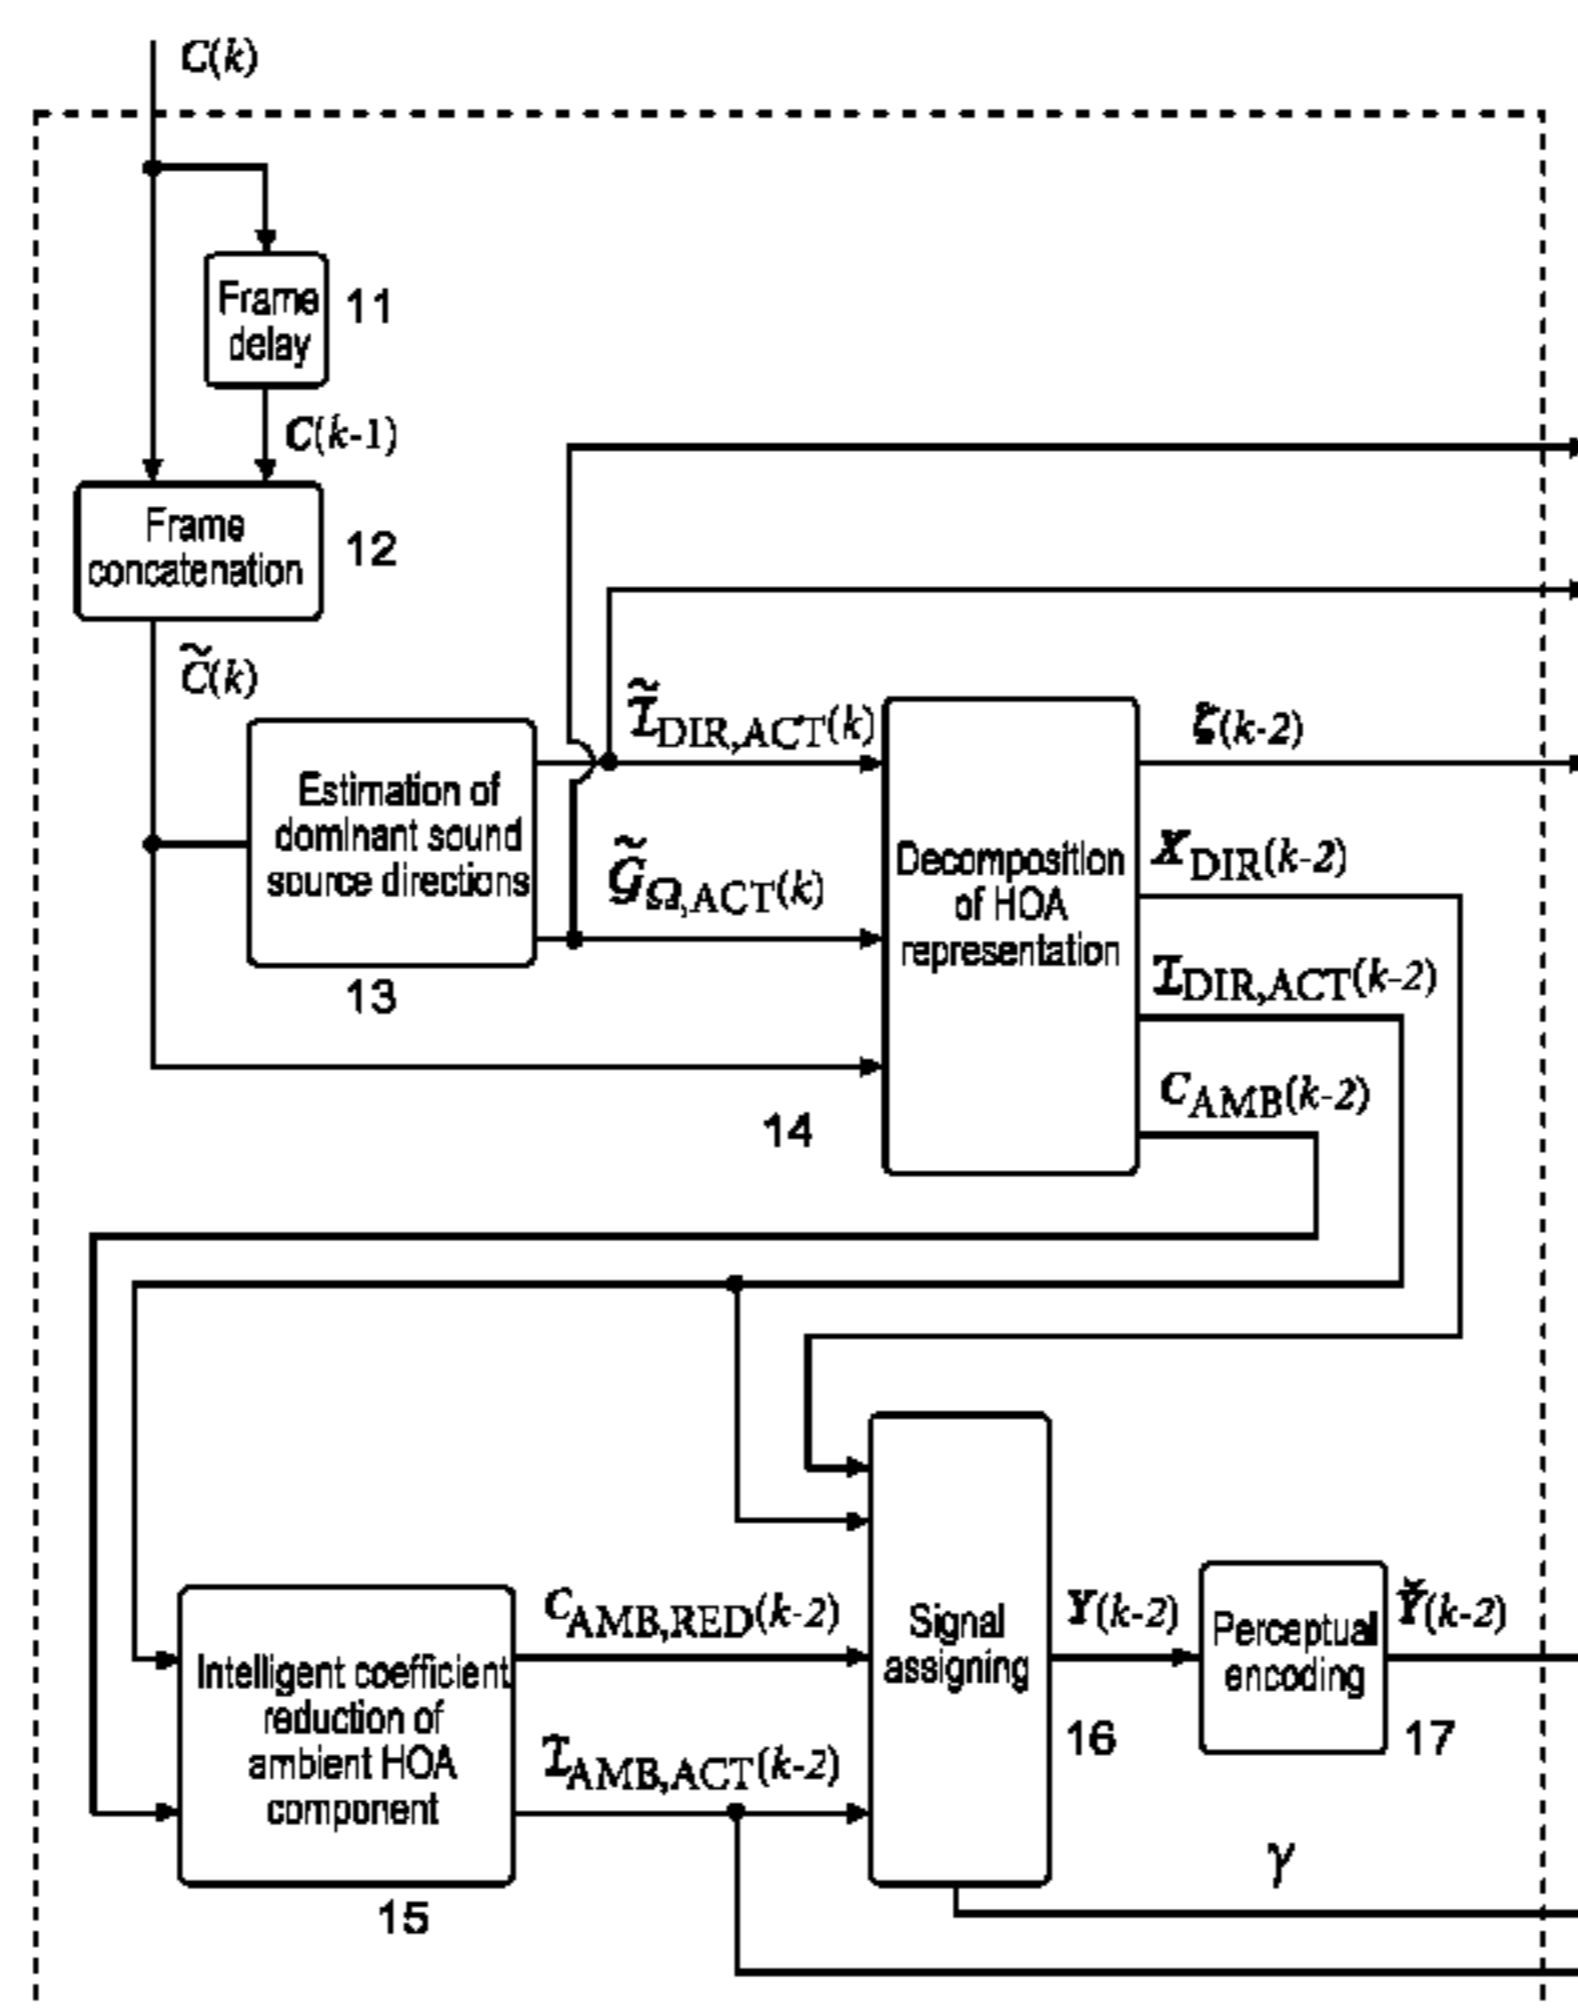 C(k)
Frame
delay
11
C(k-1)
Frame
concatenation
12
C̃(k)
Estimation of
dominant sound
source directions
13
Ĩ_DIR,ACT(k)
G̃_Ω,ACT(k)
Decomposition
of HOA
representation
14
ζ(k-2)
X_DIR(k-2)
I_DIR,ACT(k-2)
C_AMB(k-2)
Intelligent coefficient
reduction of
ambient HOA
component
15
C_AMB,RED(k-2)
I_AMB,ACT(k-2)
Signal
assigning
16
Y(k-2)
Perceptual
encoding
17
Y̌(k-2)
γ